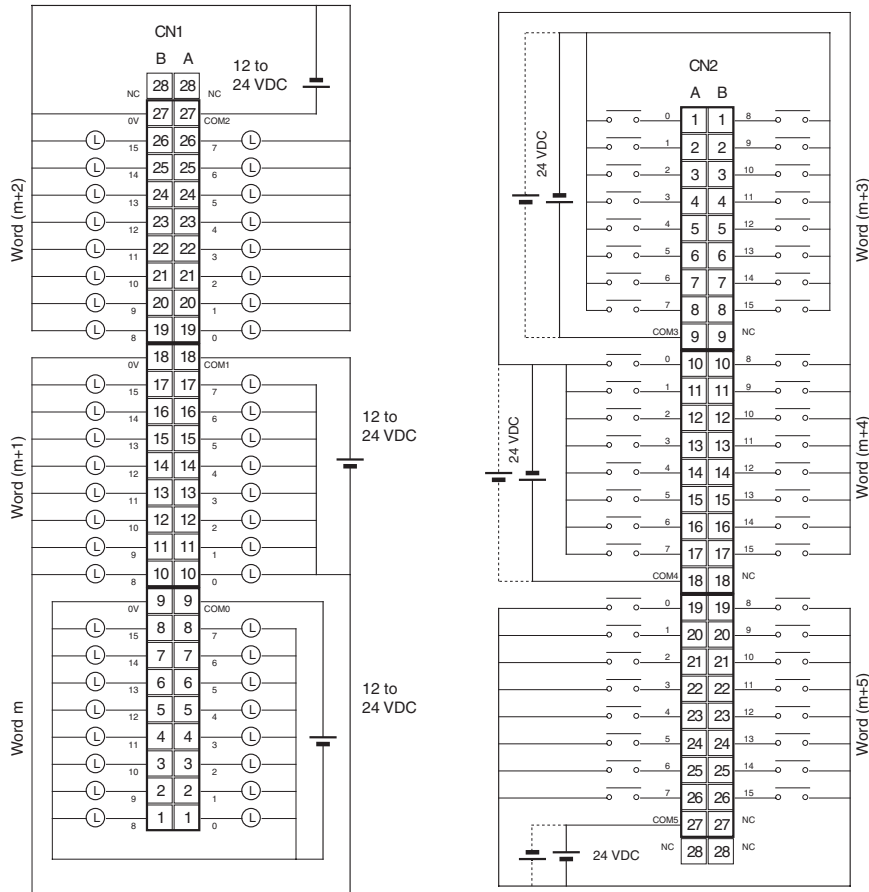 CN1
B A
12 to
24 VDC
NC 28 28 NC
0V 27 27 COM2
L 15 26 26 7 L
L 14 25 25 6 L
L 13 24 24 5 L
L 12 23 23 4 L
L 11 22 22 3 L
L 10 21 21 2 L
L 9 20 20 1 L
L 8 19 19 0 L
Word (m+2)
0V 18 18 COM1
L 15 17 17 7 L
L 14 16 16 6 L
L 13 15 15 5 L
L 12 14 14 4 L
L 11 13 13 3 L
L 10 12 12 2 L
L 9 11 11 1 L
L 8 10 10 0 L
Word (m+1)
12 to
24 VDC
0V 9 9 COM0
L 15 8 8 7 L
L 14 7 7 6 L
L 13 6 6 5 L
L 12 5 5 4 L
L 11 4 4 3 L
L 10 3 3 2 L
L 9 2 2 1 L
L 8 1 1 0 L
Word m
12 to
24 VDC
CN2
A B
0 1 1 8
1 2 2 9
2 3 3 10
3 4 4 11
4 5 5 12
5 6 6 13
6 7 7 14
7 8 8 15
COM3 9 9 NC
24 VDC
Word (m+3)
0 10 10 8
1 11 11 9
2 12 12 10
3 13 13 11
4 14 14 12
5 15 15 13
6 16 16 14
7 17 17 15
COM4 18 18 NC
24 VDC
Word (m+4)
0 19 19 8
1 20 20 9
2 21 21 10
3 22 22 11
4 23 23 12
5 24 24 13
6 25 25 14
7 26 26 15
COM5 27 27 NC
NC 28 28 NC
24 VDC
Word (m+5)